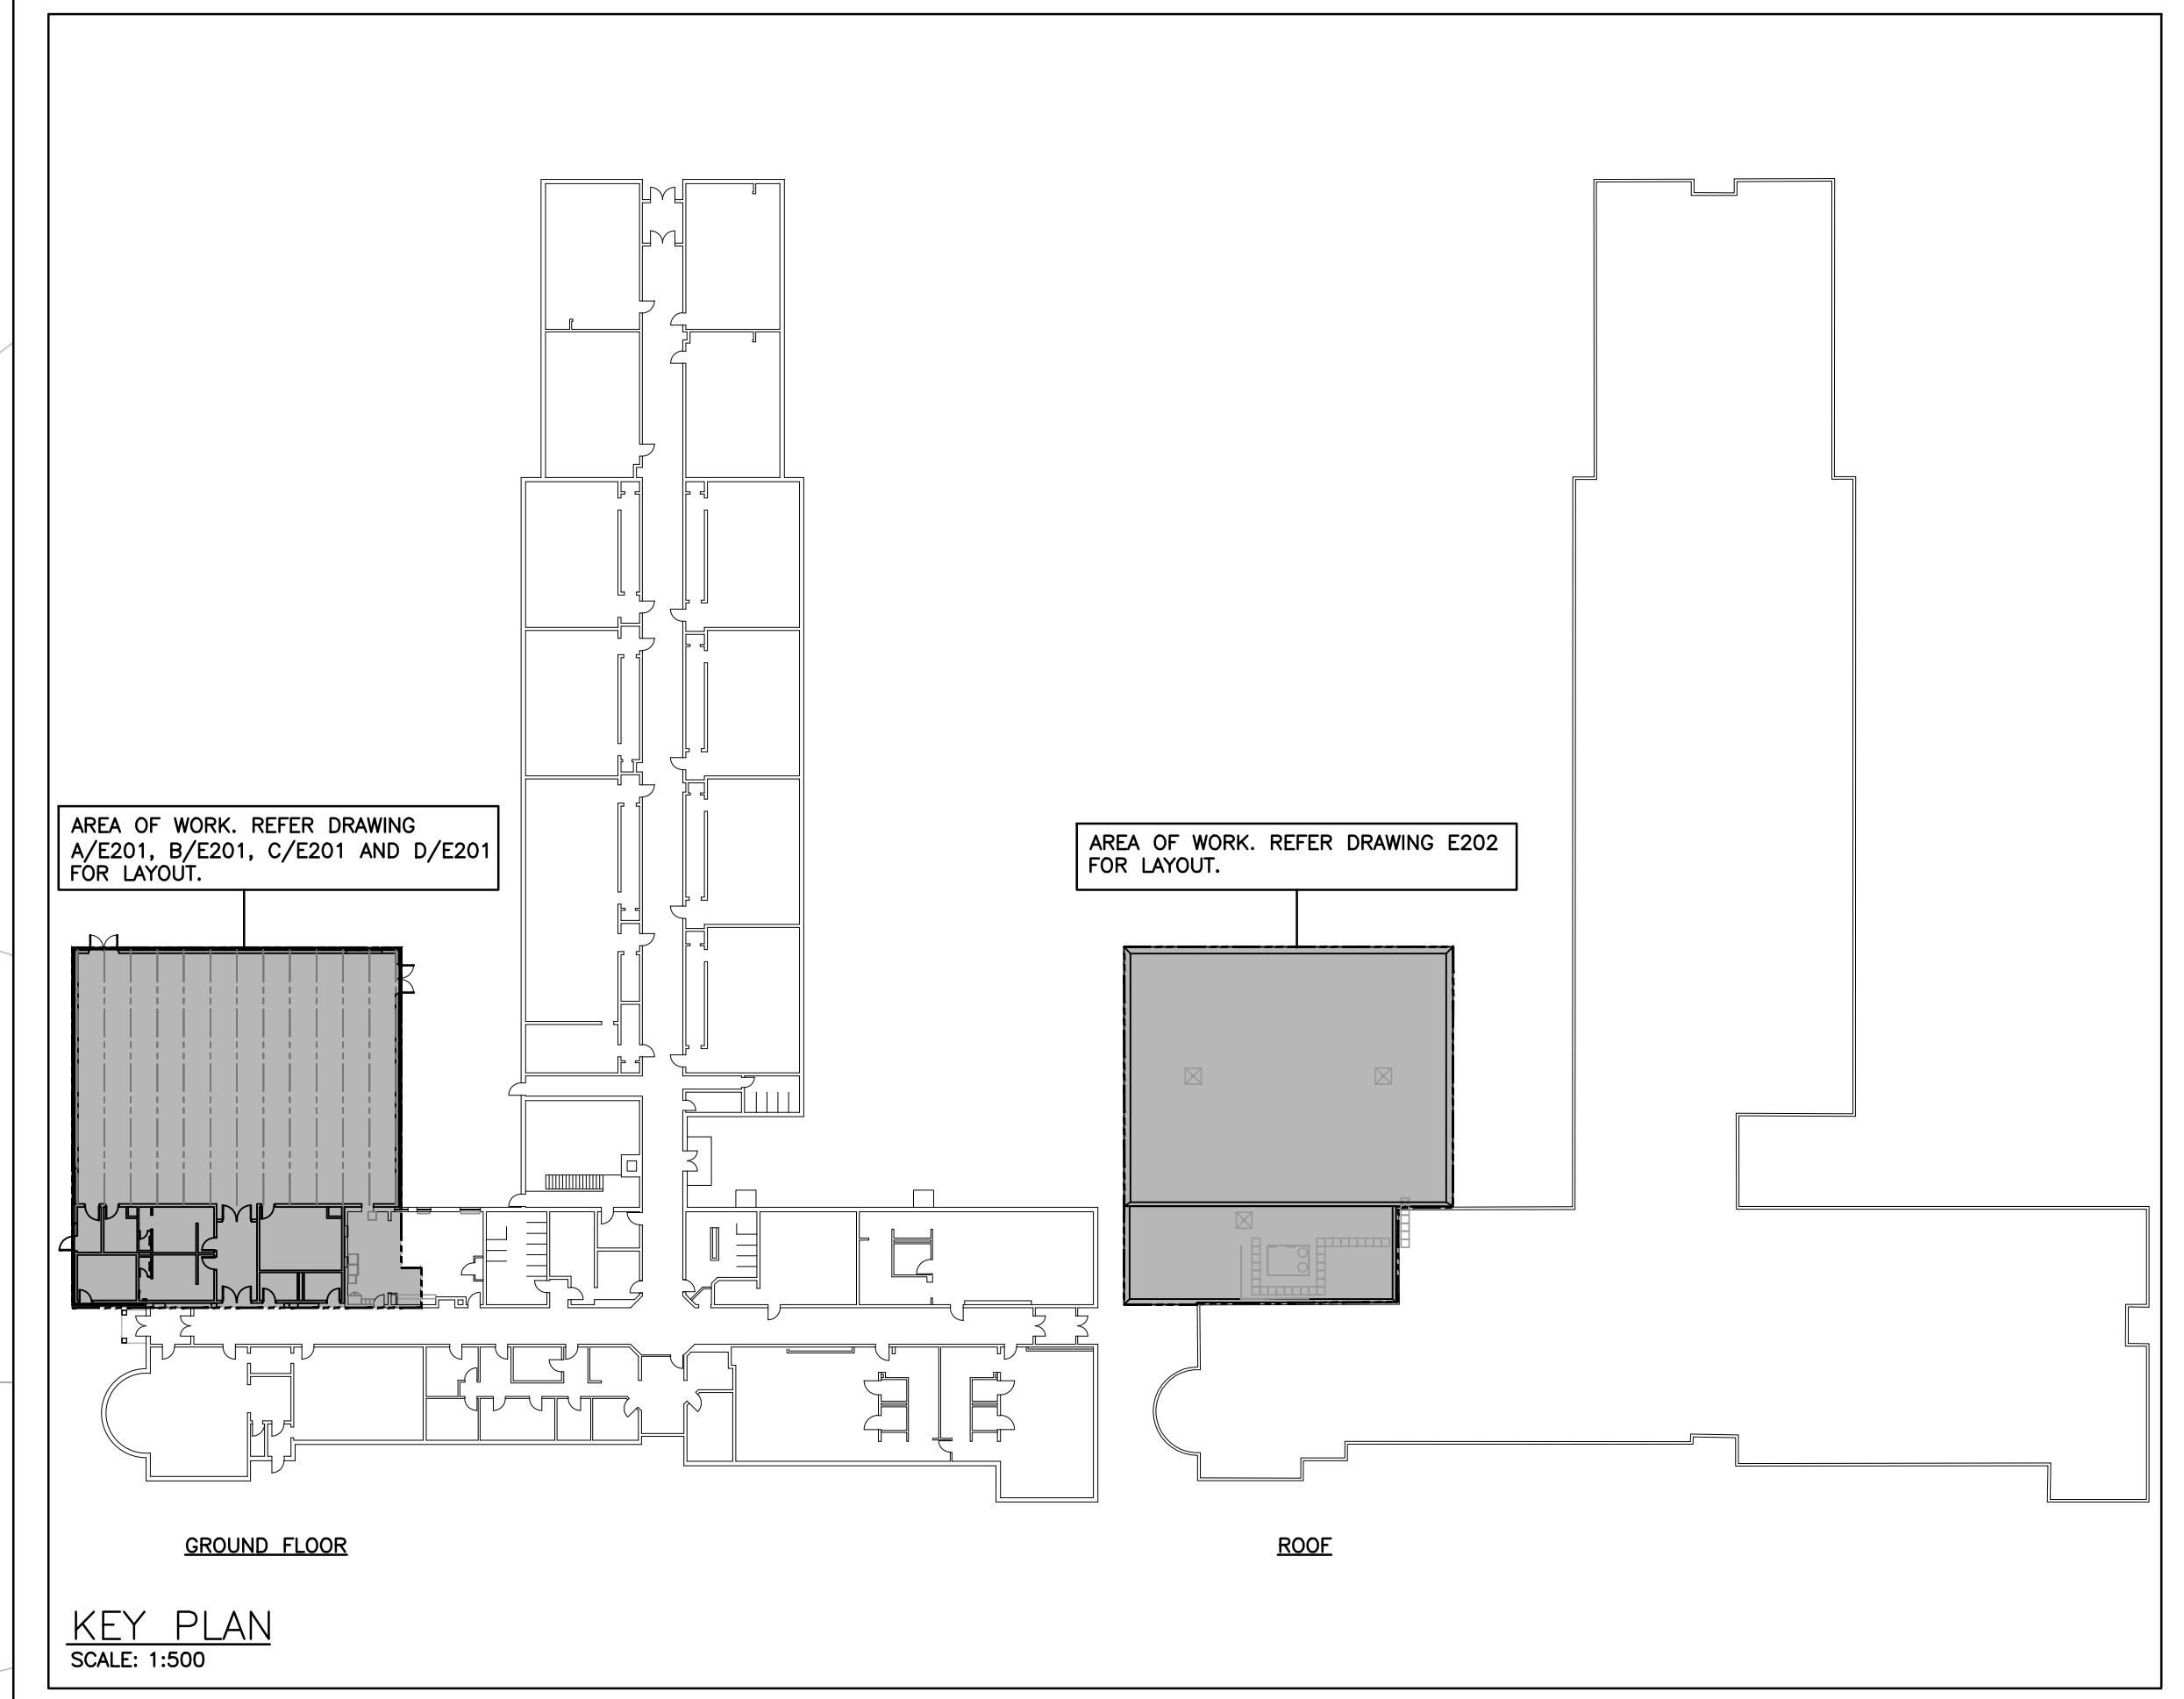 AREA OF WORK. REFER DRAWING
A/E201, B/E201, C/E201 AND D/E201
FOR LAYOUT.
AREA OF WORK. REFER DRAWING E202
FOR LAYOUT.
GROUND FLOOR
ROOF
KEY PLAN
SCALE: 1:500